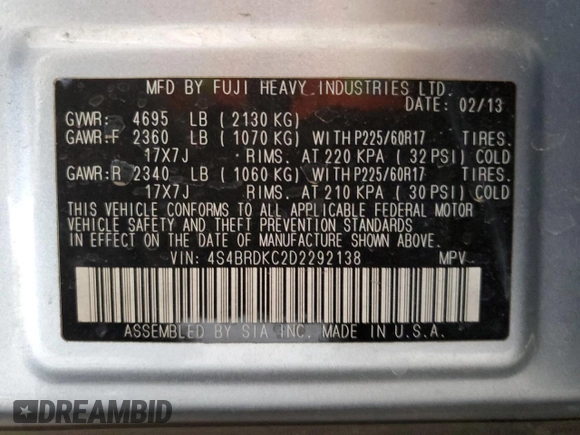 MFD BY FUJI HEAVY INDUSTRIES LTD.
DATE: 02/13
GVWR: 4695 LB (2130 KG)
GAWR:F 2360 LB (1070 KG) WITH P225/60R17 TIRES.
17X7J RIMS. AT 220 KPA (32 PSI) COLD
GAWR:R 2340 LB (1060 KG) WITH P225/60R17 TIRES.
17X7J RIMS. AT 210 KPA (30 PSI) COLD
THIS VEHICLE CONFORMS TO ALL APPLICABLE FEDERAL MOTOR
VEHICLE SAFETY AND THEFT PREVENTION STANDARDS
IN EFFECT ON THE DATE OF MANUFACTURE SHOWN ABOVE.
VIN: 4S4BRDKC2D2292138 MPV
ASSEMBLED BY SIA INC. MADE IN U.S.A.
DREAMBID